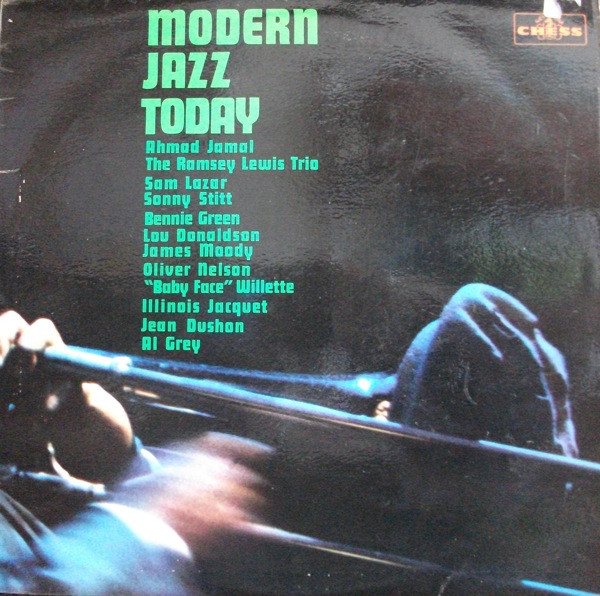 MODERN
JAZZ
TODAY
CHESS
Ahmad Jamal
The Ramsey Lewis Trio
Sam Lazar
Sonny Stitt
Bennie Green
Lou Donaldson
James Moody
Oliver Nelson
"Baby Face" Willette
Illinois Jacquet
Jean Dushon
Al Grey